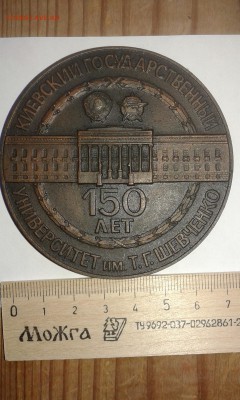 КИЕВСКИЙ ГОСУДАРСТВЕННЫЙ
150
ЛЕТ
УНИВЕРСИТЕТ ИМ. Т.Г. ШЕВЧЕНКО
0 1 2 3 4 5 6 7
МОЖГА ТУ9692-037-02962861-2